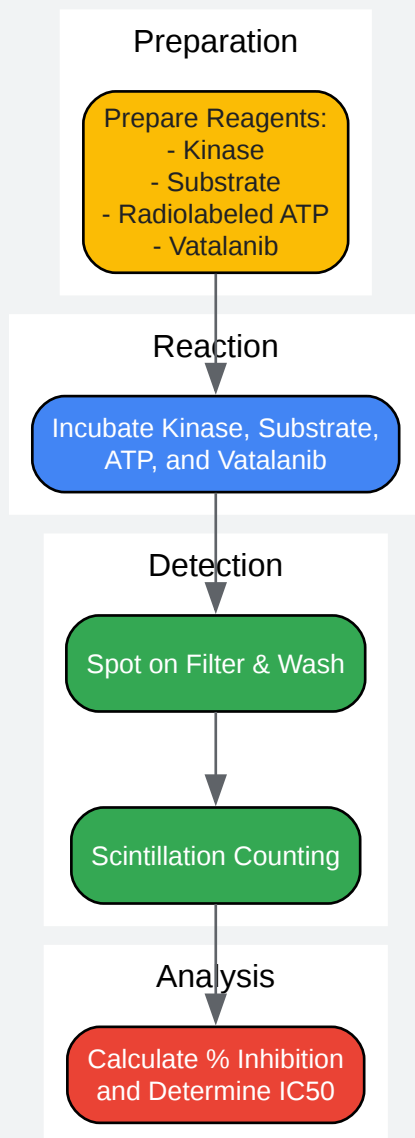 Preparation
Prepare Reagents:
- Kinase
- Substrate
- Radiolabeled ATP
- Vatalanib
Reaction
Incubate Kinase, Substrate,
ATP, and Vatalanib
Detection
Spot on Filter & Wash
Scintillation Counting
Analysis
Calculate % Inhibition
and Determine IC50